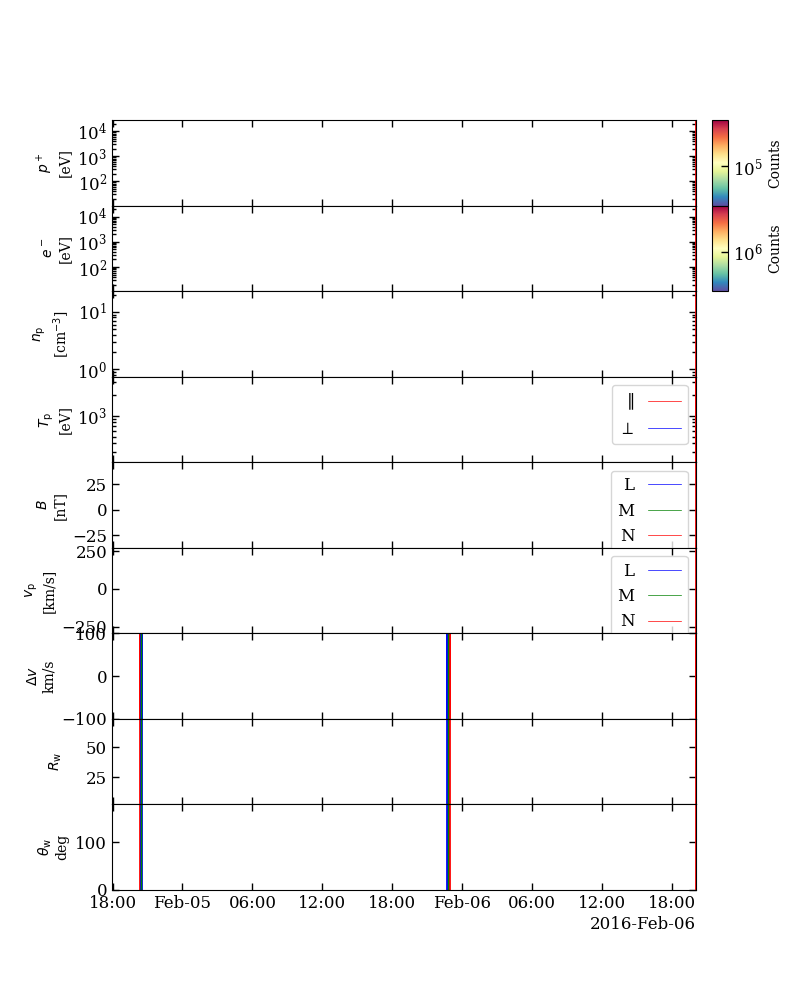 10⁴
10³
10²
p⁺
[eV]
10⁵
Counts
10⁴
10³
10²
e⁻
[eV]
10⁶
Counts
10¹
10⁰
nₚ
[cm⁻³]
10³
Tₚ
[eV]
∥
⊥
25
0
−25
B
[nT]
L
M
N
250
0
−250
vₚ
[km/s]
L
M
N
100
0
−100
Δv
km/s
50
25
R_w
100
0
θ_w
deg
18:00 Feb-05 06:00 12:00 18:00 Feb-06 06:00 12:00 18:00
2016-Feb-06